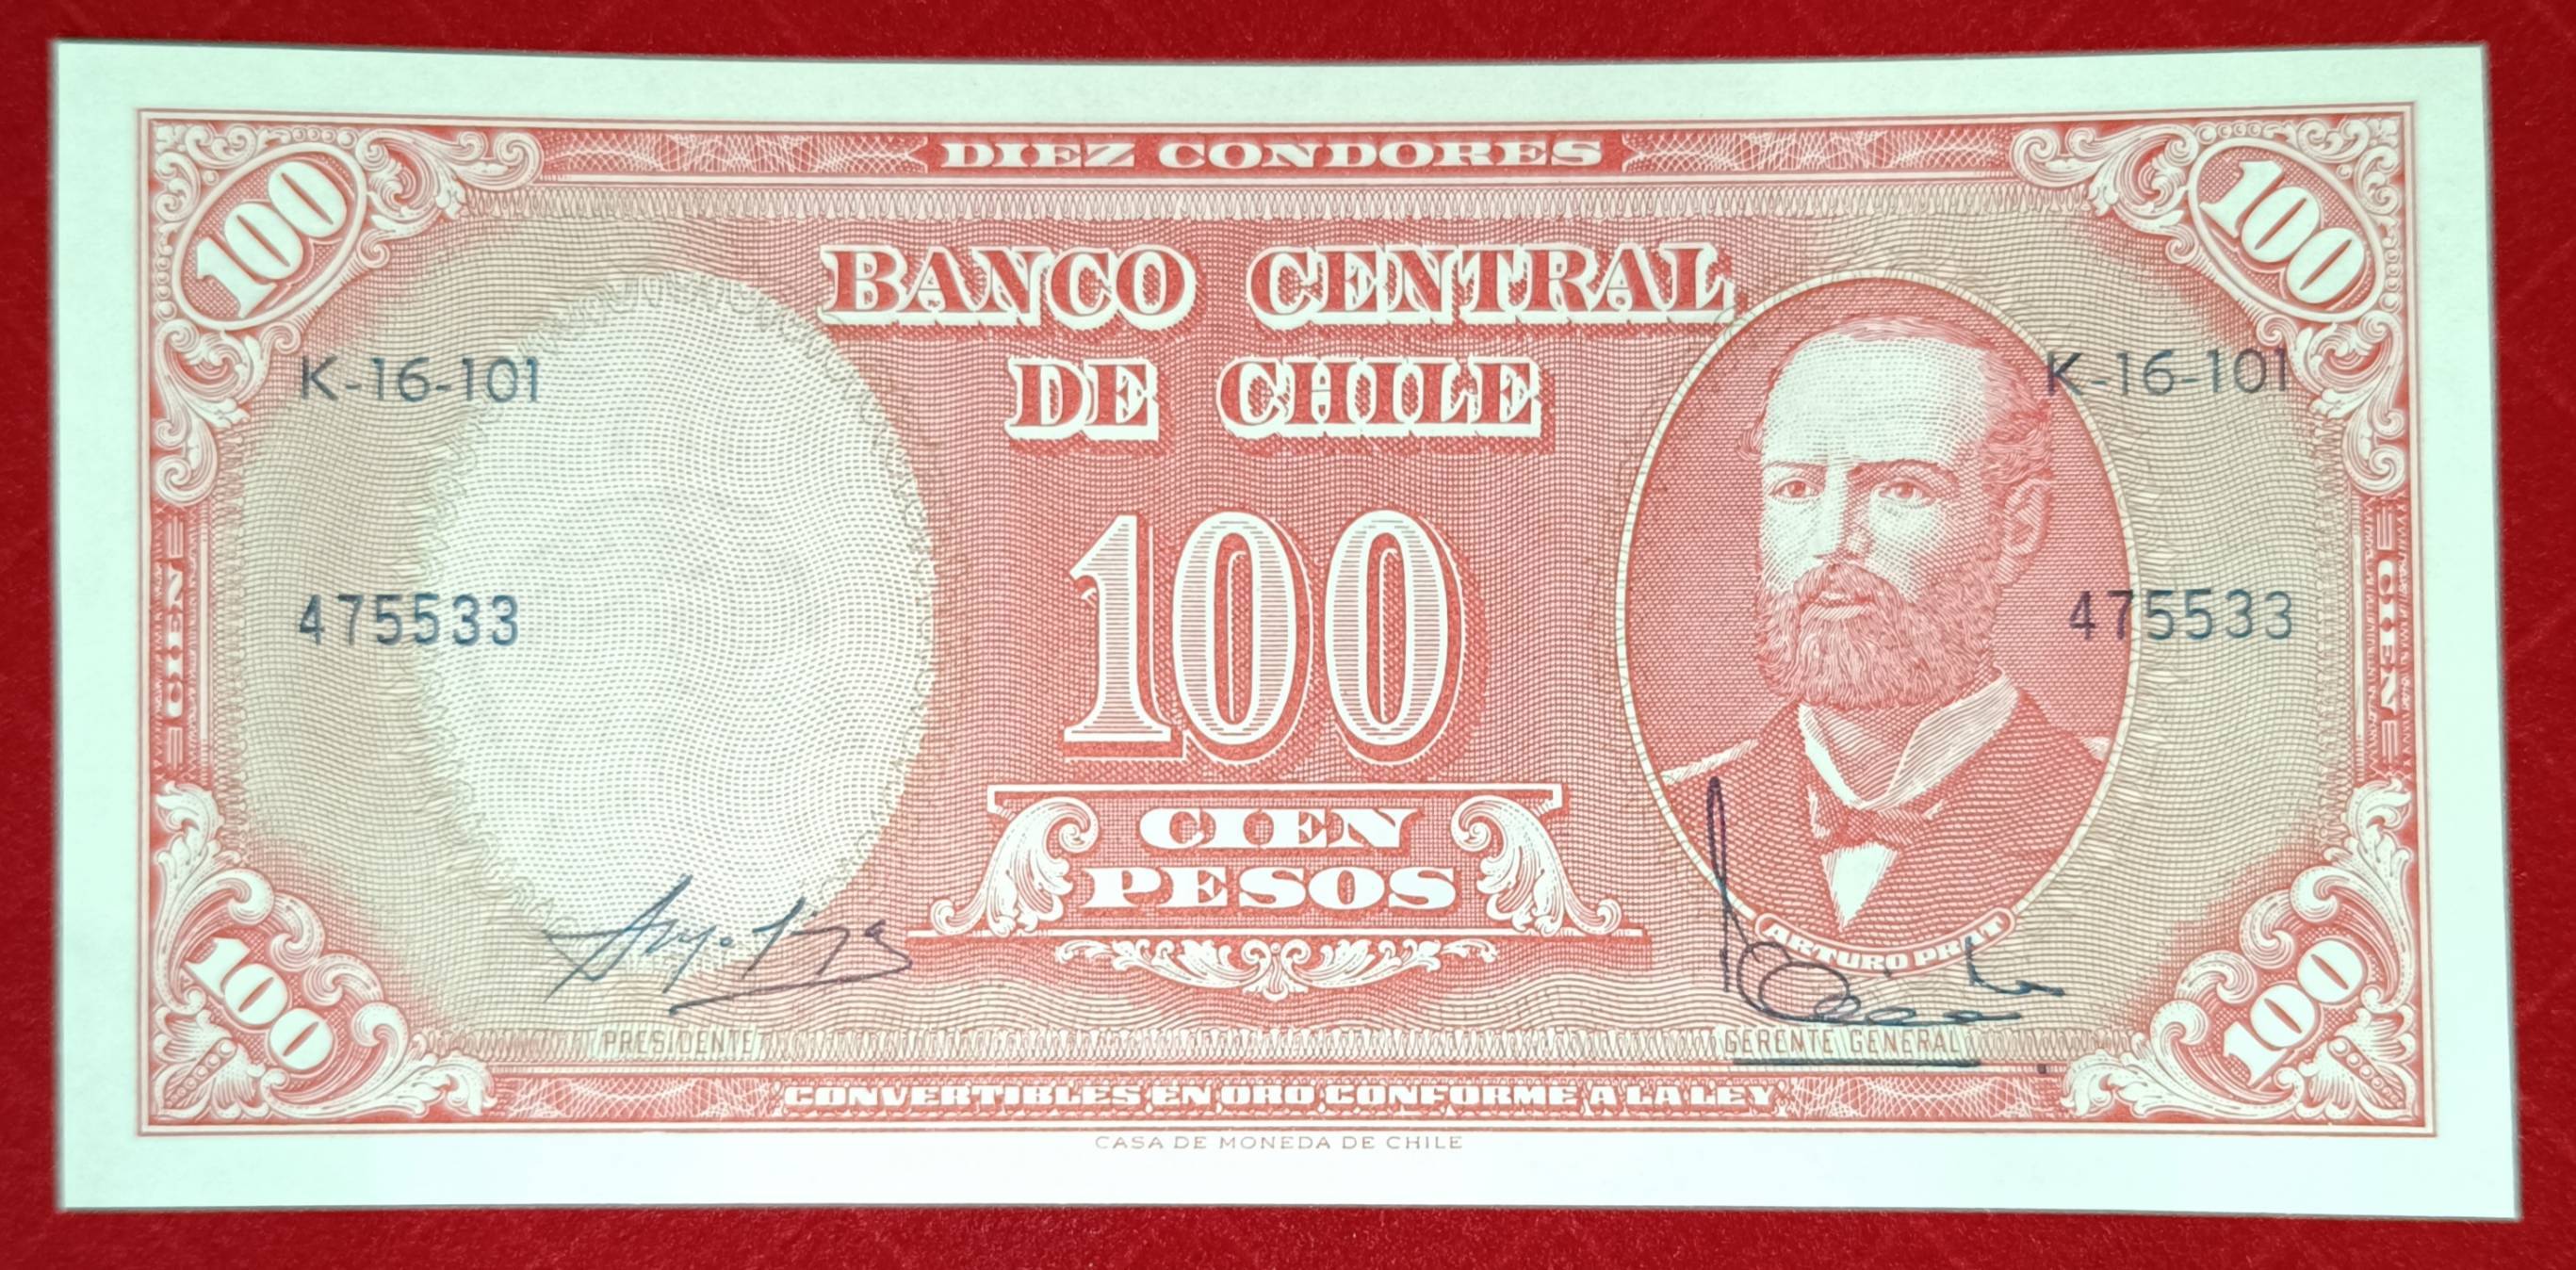 DIEZ CONDORES
100
100
BANCO CENTRAL
DE CHILE
K-16-101
K-16-101
100
475533
475533
CIEN
CIEN
CIEN
PESOS
ARTURO PRAT
100
100
PRESIDENTE
GERENTE GENERAL
CONVERTIBLES EN ORO CONFORME A LA LEY
CASA DE MONEDA DE CHILE